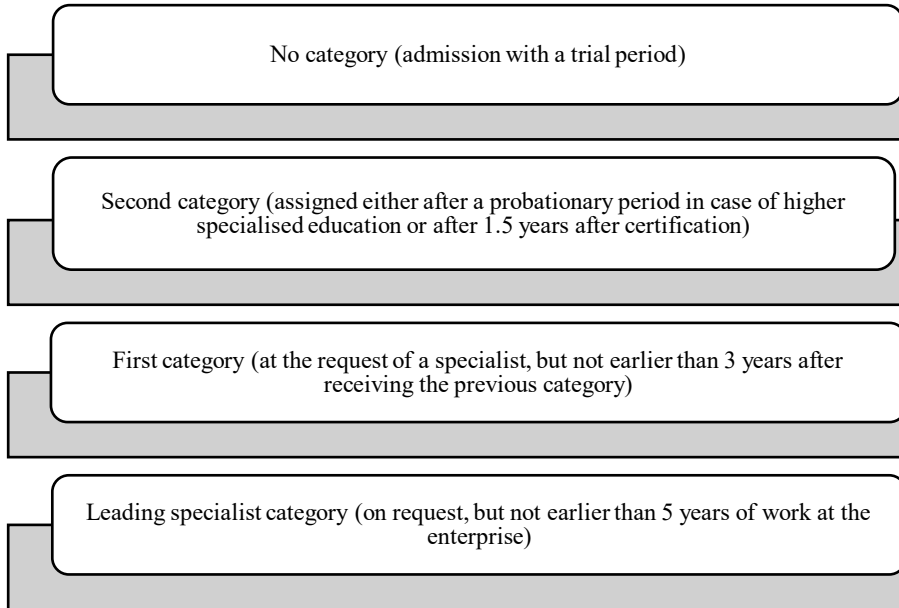 No category (admission with a trial period)
Second category (assigned either after a probationary period in case of higher
specialised education or after 1.5 years after certification)
First category (at the request of a specialist, but not earlier than 3 years after
receiving the previous category)
Leading specialist category (on request, but not earlier than 5 years of work at the
enterprise)